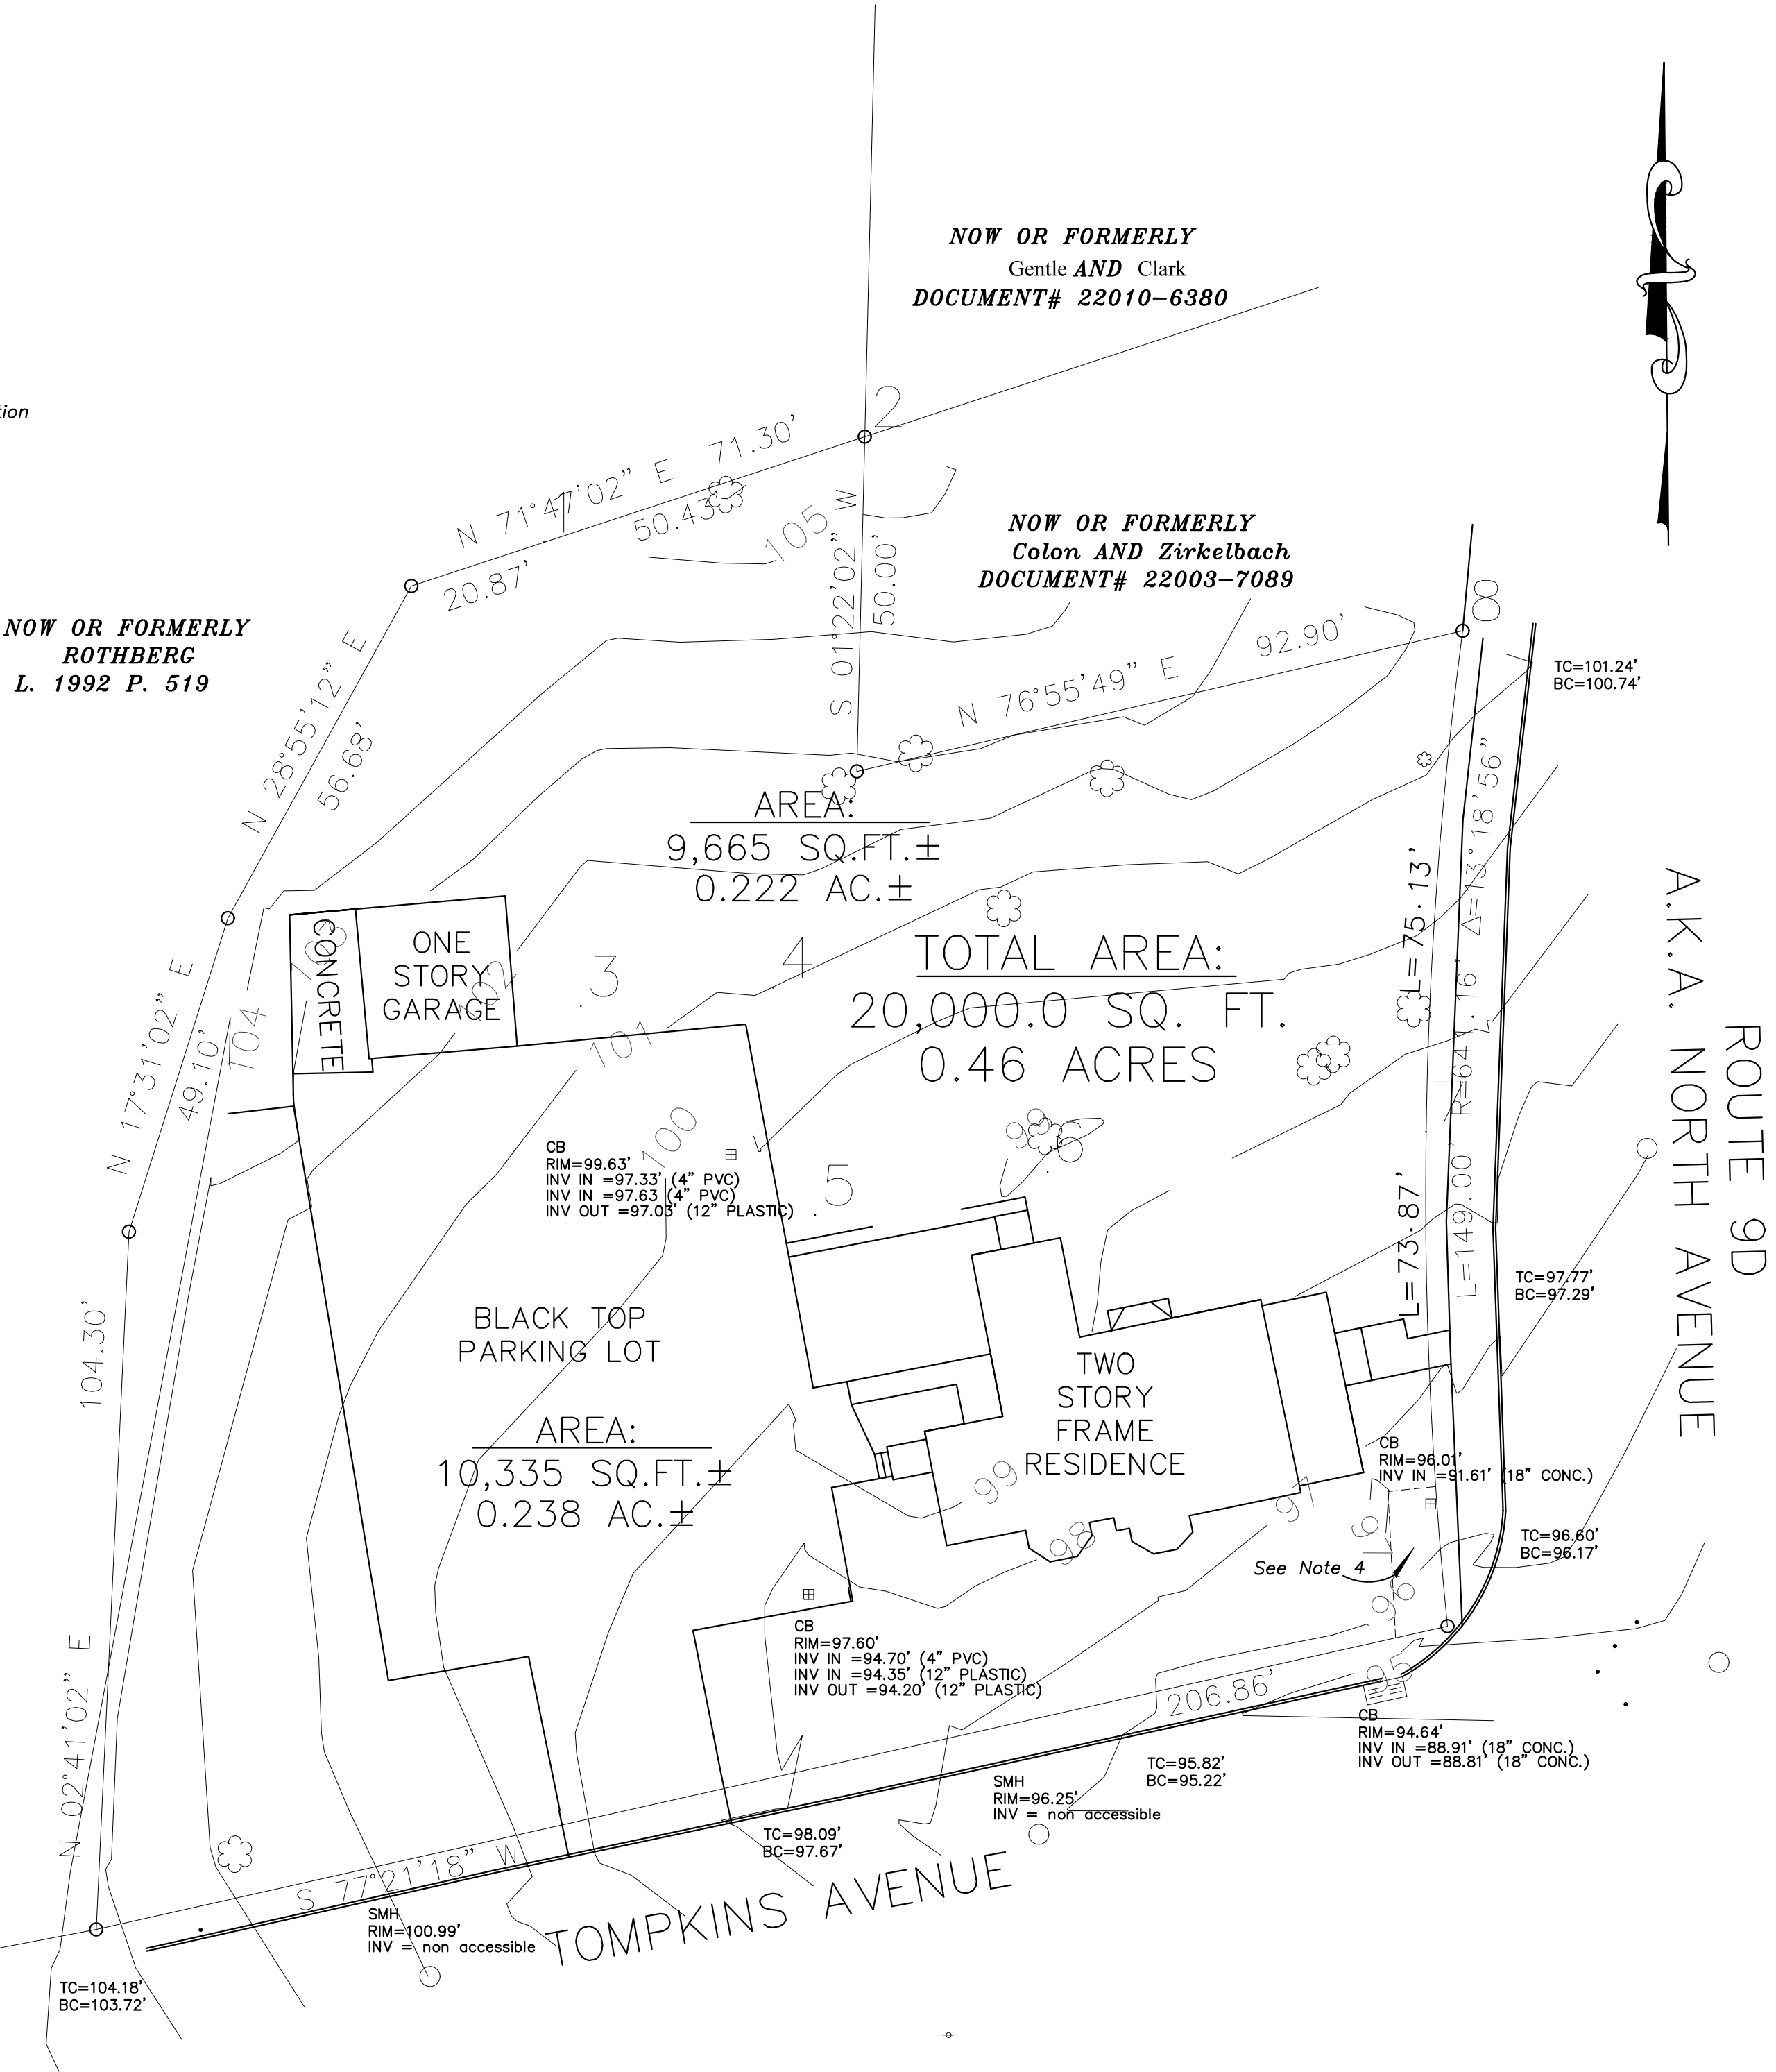 NOW OR FORMERLY
Gentle AND Clark
DOCUMENT# 22010-6380
tion
2
N 71°47'02" E 71.30'
50.43'
20.87'
105
S 01°22'02" W
50.00'
NOW OR FORMERLY
Colon AND Zirkelbach
DOCUMENT# 22003-7089
NOW OR FORMERLY
ROTHBERG
L. 1992 P. 519
N 28°55'12" E
56.68'
N 76°55'49" E 92.90'
8
TC=101.24'
BC=100.74'
AREA:
9,665 SQ.FT.±
0.222 AC.±
TOTAL AREA:
20,000.0 SQ. FT.
0.46 ACRES
CONCRETE
ONE
STORY
GARAGE
3
4
N 17°31'02" E
49.10'
104
101
100
L=75.13'
L=149.00' R=641.16' Δ=13°18'56"
L=73.87'
A.K.A. NORTH AVENUE
ROUTE 9D
CB
RIM=99.63'
INV IN =97.33' (4" PVC)
INV IN =97.63 (4" PVC)
INV OUT =97.03' (12" PLASTIC)
5
6
TC=97.77'
BC=97.29'
BLACK TOP
PARKING LOT
AREA:
10,335 SQ.FT.±
0.238 AC.±
TWO
STORY
FRAME
RESIDENCE
99
98
97
CB
RIM=96.01'
INV IN =91.61' (18" CONC.)
TC=96.60'
BC=96.17'
See Note 4
96
95
104.30'
N 02°41'02" E
CB
RIM=97.60'
INV IN =94.70' (4" PVC)
INV IN =94.35' (12" PLASTIC)
INV OUT =94.20' (12" PLASTIC)
206.86'
S 77°21'18" W
CB
RIM=94.64'
INV IN =88.91' (18" CONC.)
INV OUT =88.81' (18" CONC.)
TC=95.82'
BC=95.22'
SMH
RIM=96.25'
INV = non accessible
TC=98.09'
BC=97.67'
TOMPKINS AVENUE
SMH
RIM=100.99'
INV = non accessible
TC=104.18'
BC=103.72'